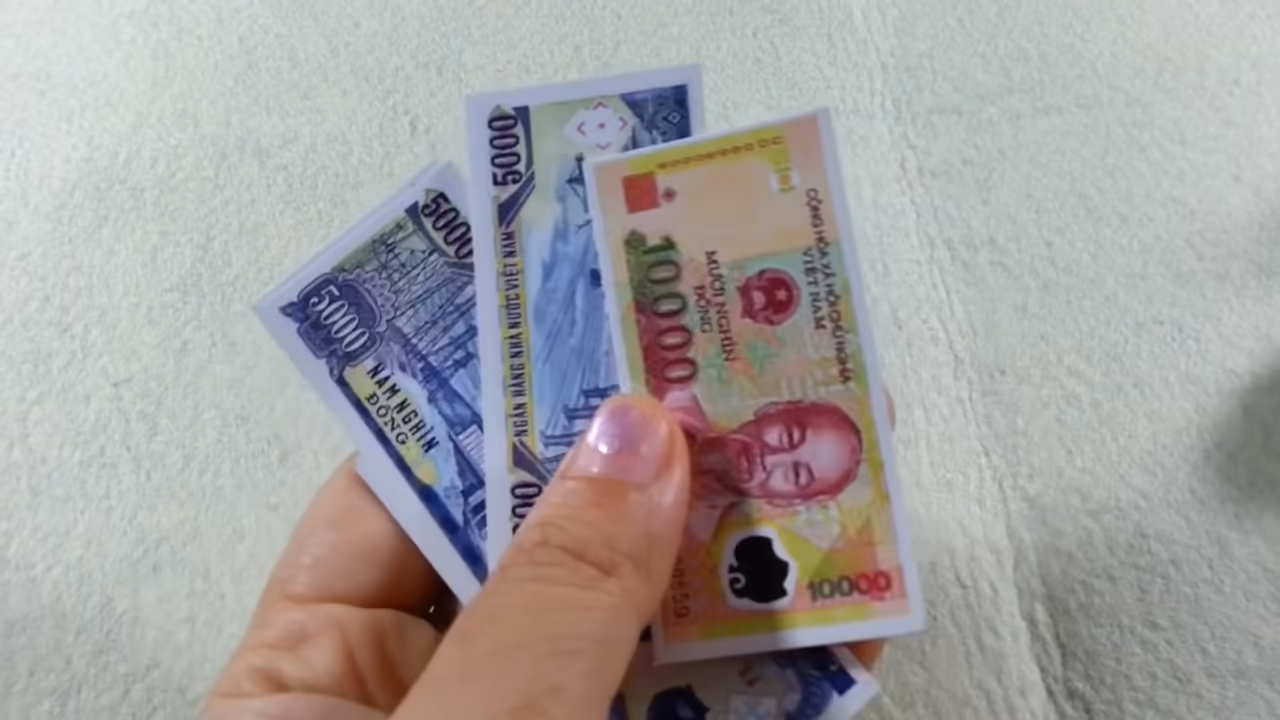 5000
5000
NĂM NGHÌN
ĐỒNG
5000
NGÂN HÀNG NHÀ NƯỚC VIỆT NAM
CỘNG HÒA XÃ HỘI CHỦ NGHĨA
VIỆT NAM
MƯỜI NGHÌN
ĐỒNG
10000
10000